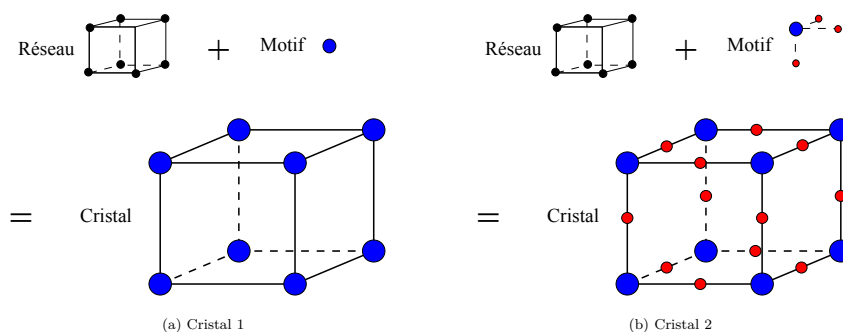 Réseau + Motif
= Cristal
(a) Cristal 1
Réseau + Motif
= Cristal
(b) Cristal 2